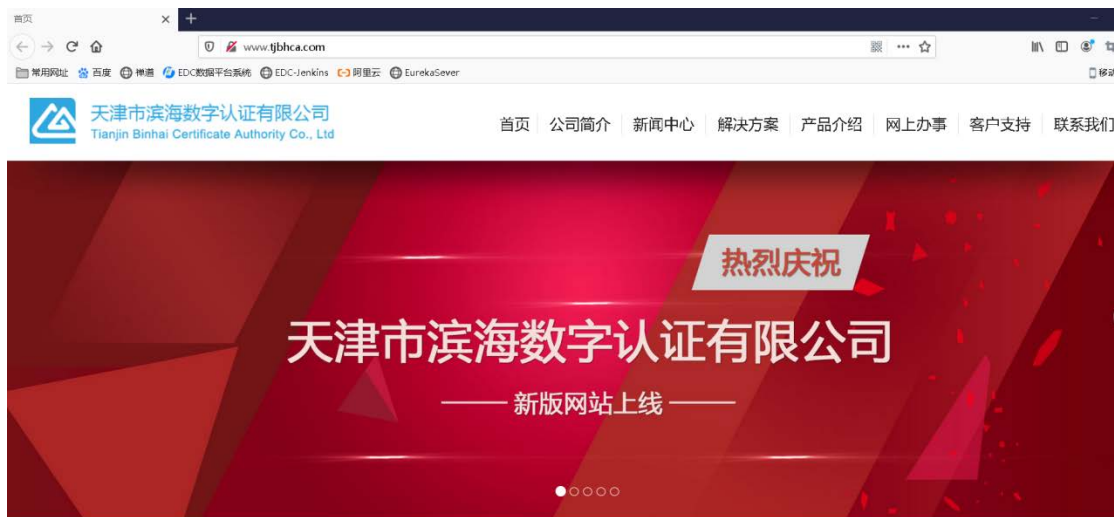 首页
www.tjbhca.com
常用网址 百度 禅道 EDC数据平台系统 EDC-Jenkins 阿里云 EurekaSever
天津市滨海数字认证有限公司
Tianjin Binhai Certificate Authority Co., Ltd
首页 公司简介 新闻中心 解决方案 产品介绍 网上办事 客户支持 联系我们
热烈庆祝
天津市滨海数字认证有限公司
新版网站上线